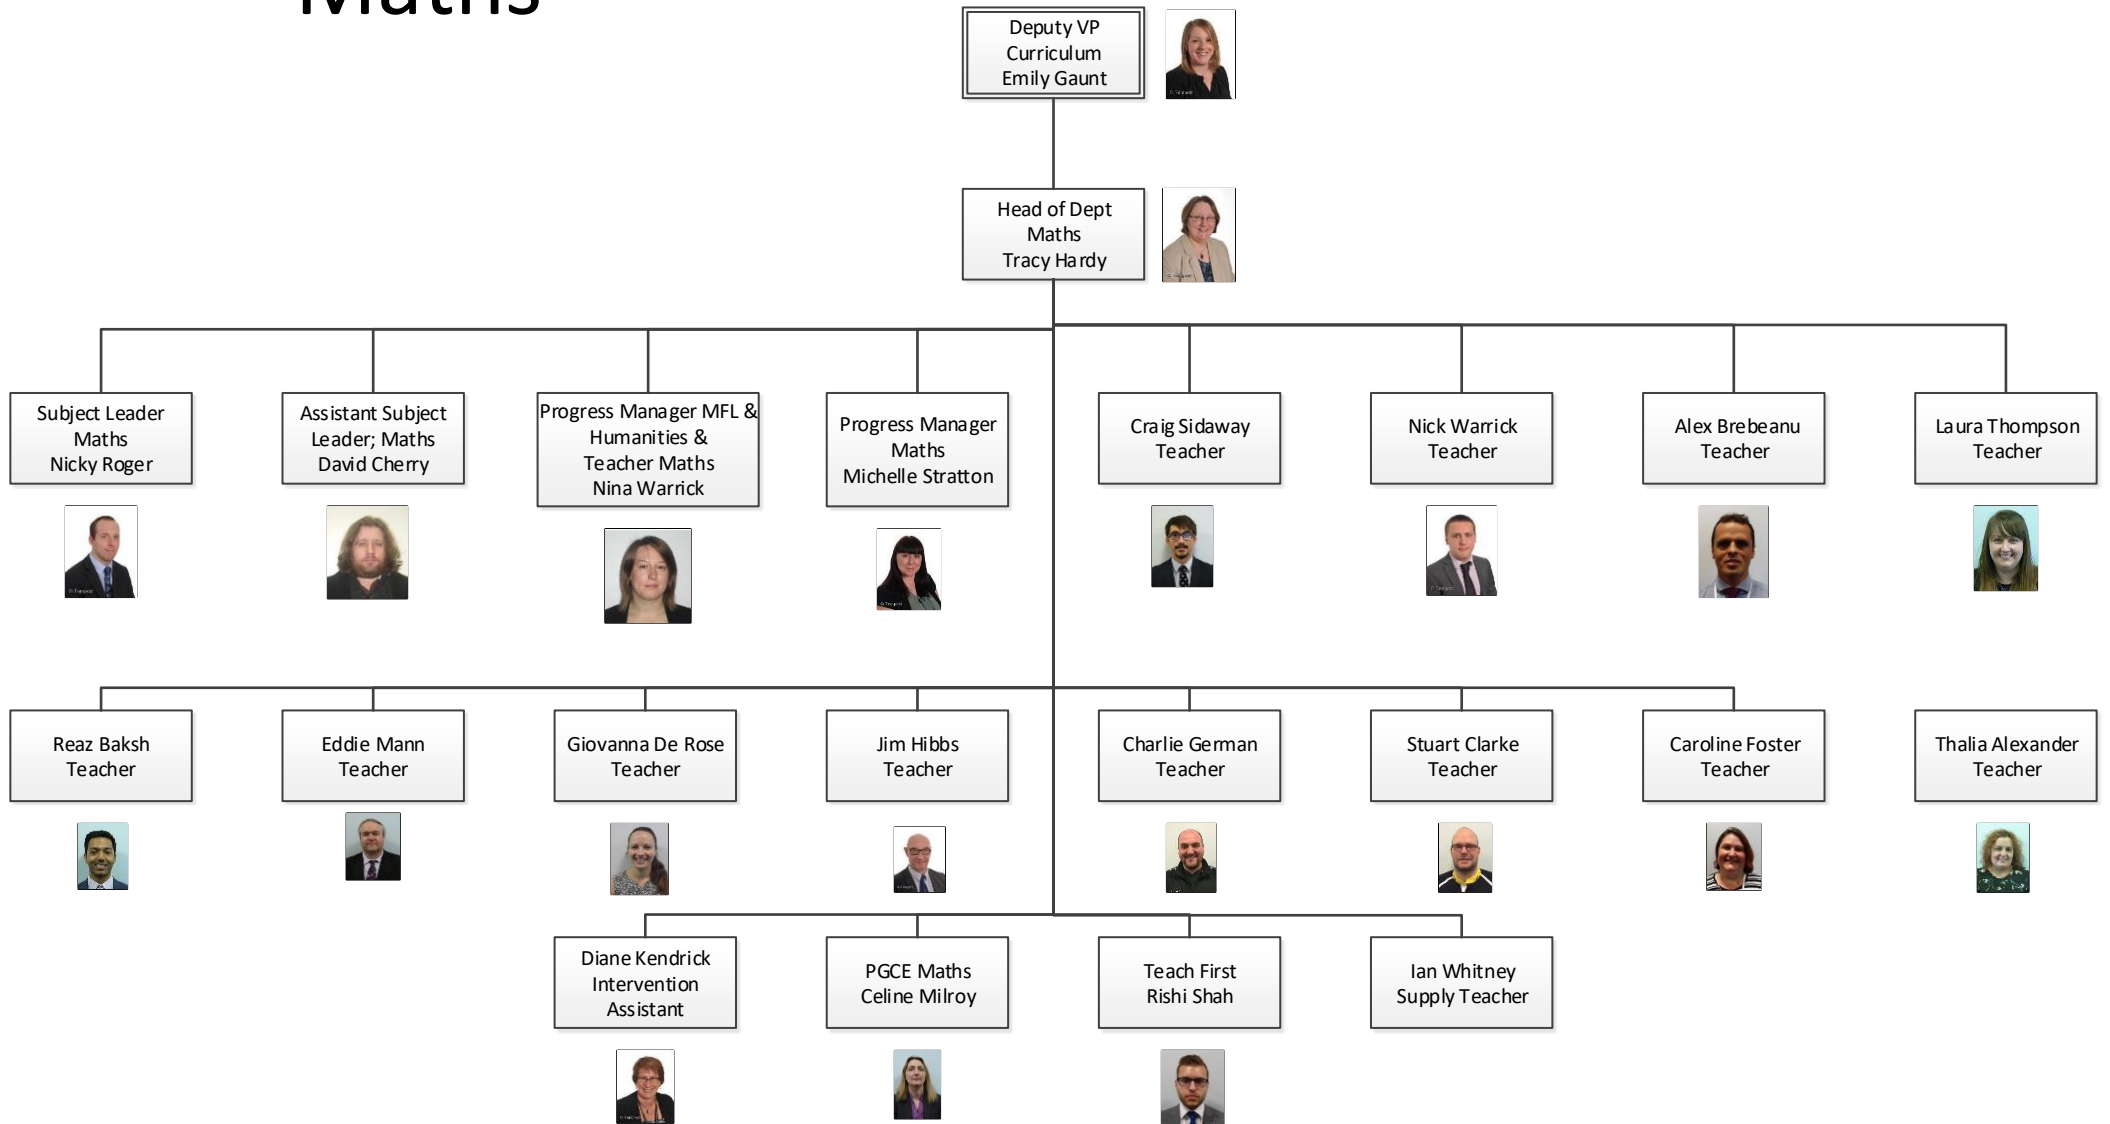 Maths
Deputy VP
Curriculum
Emily Gaunt
Head of Dept
Maths
Tracy Hardy
Subject Leader
Maths
Nicky Roger
Assistant Subject
Leader; Maths
David Cherry
Progress Manager MFL &
Humanities &
Teacher Maths
Nina Warrick
Progress Manager
Maths
Michelle Stratton
Craig Sidaway
Teacher
Nick Warrick
Teacher
Alex Brebeanu
Teacher
Laura Thompson
Teacher
Reaz Baksh
Teacher
Eddie Mann
Teacher
Giovanna De Rose
Teacher
Jim Hibbs
Teacher
Charlie German
Teacher
Stuart Clarke
Teacher
Caroline Foster
Teacher
Thalia Alexander
Teacher
Diane Kendrick
Intervention
Assistant
PGCE Maths
Celine Milroy
Teach First
Rishi Shah
Ian Whitney
Supply Teacher